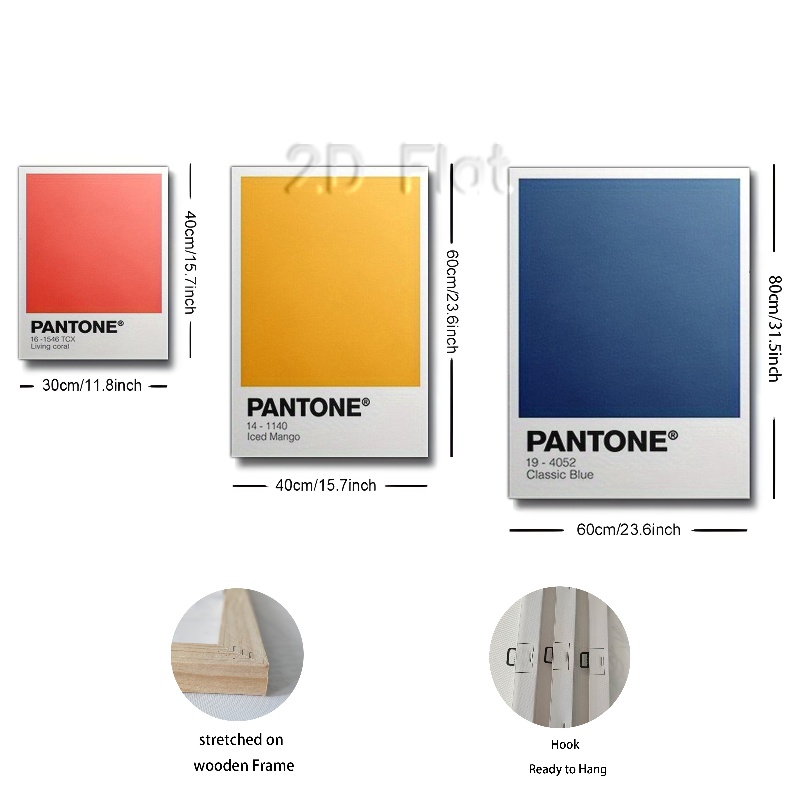 2D Flat
PANTONE®
16 -1546 TCX
Living coral
40cm/15.7inch
30cm/11.8inch
PANTONE®
14 - 1140
Iced Mango
60cm/23.6inch
40cm/15.7inch
PANTONE®
19 - 4052
Classic Blue
80cm/31.5inch
60cm/23.6inch
stretched on
wooden Frame
Hook
Ready to Hang